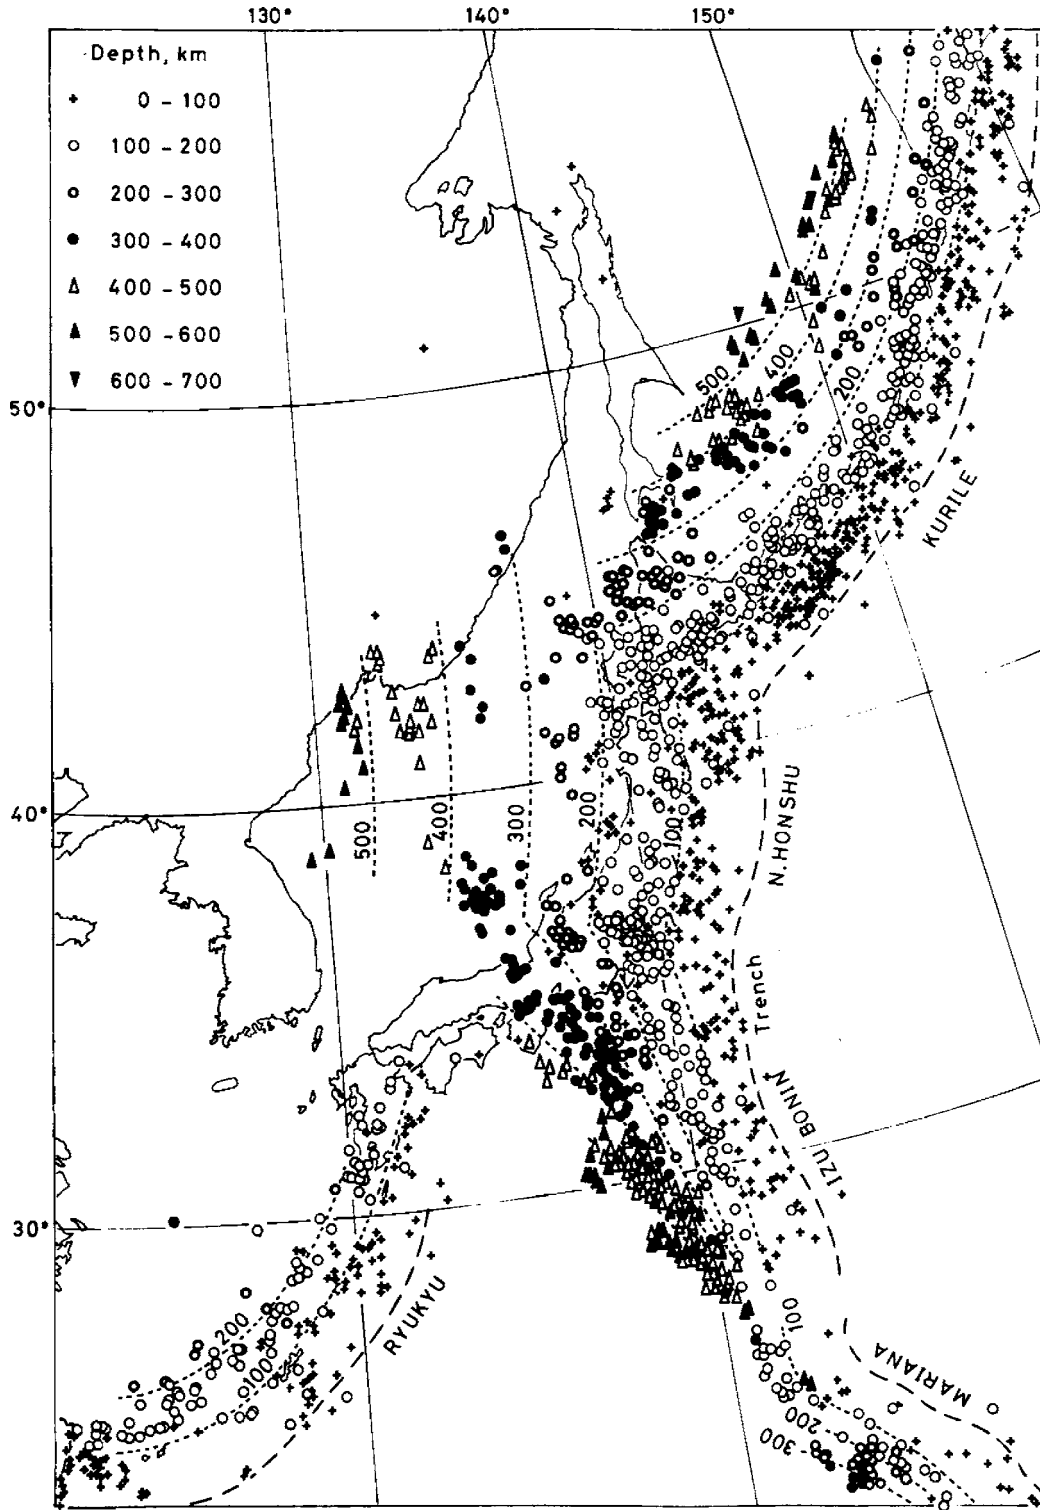 130° 140° 150°
Depth, km
+ 0 - 100
○ 100 - 200
○ 200 - 300
● 300 - 400
△ 400 - 500
▲ 500 - 600
▼ 600 - 700
500
400
200
50°
KURILE
40°
500
400
300
200
100
N.HONSHU
Trench
IZU BONIN
30°
RYUKYU
200
100
100
MARIANA
200
300